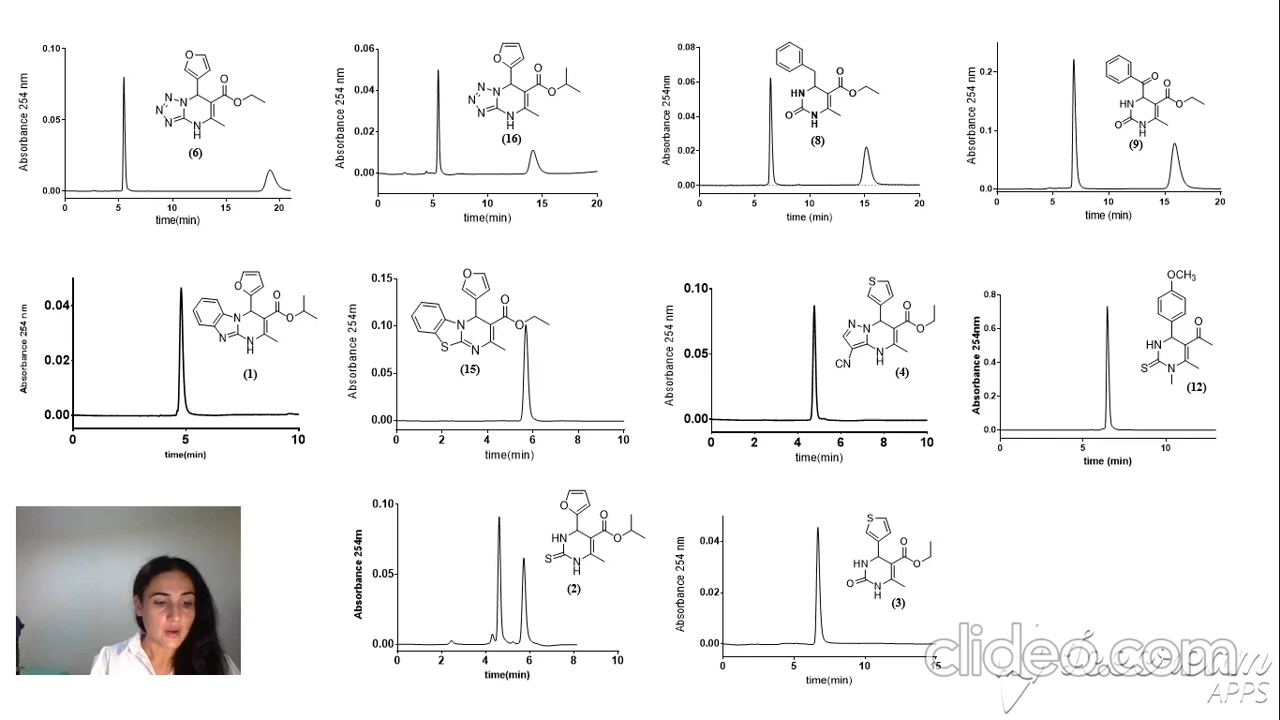 Absorbance 254 nm
0.10
0.05
0.00
0 5 10 15 20
time(min)
O
O
O
N N N N
N
H
(6)
Absorbance 254 nm
0.06
0.04
0.02
0.00
0 5 10 15 20
time(min)
O
O
O
N N N N
N
H
(16)
Absorbance 254nm
0.08
0.06
0.04
0.02
0.00
0 5 10 15 20
time (min)
O
O
HN
O
N
H
(8)
Absorbance 254 nm
0.2
0.1
0.0
0 5 10 15 20
time (min)
O
O
O
HN
O
N
H
(9)
Absorbance 254 nm
0.04
0.02
0.00
0 5 10
time(min)
O
O
O
N
N
N
H
(1)
Absorbance 254m
0.15
0.10
0.05
0.00
0 2 4 6 8 10
time(min)
O
O
OEt
N
S
N
(15)
Absorbance 254 nm
0.10
0.05
0.00
0 2 4 6 8 10
time(min)
S
O
O
N N
CN
N
H
(4)
Absorbance 254nm
0.8
0.6
0.4
0.2
0.0
0 5 10
time (min)
OCH3
O
HN
S
N
(12)
Absorbance 254m
0.10
0.05
0.00
0 2 4 6 8 10
time(min)
O
O
O
HN
S
N
H
(2)
Absorbance 254 nm
0.04
0.02
0.00
0 5 10 15
time(min)
S
O
O
HN
O
N
H
(3)
clideo.com
APPS